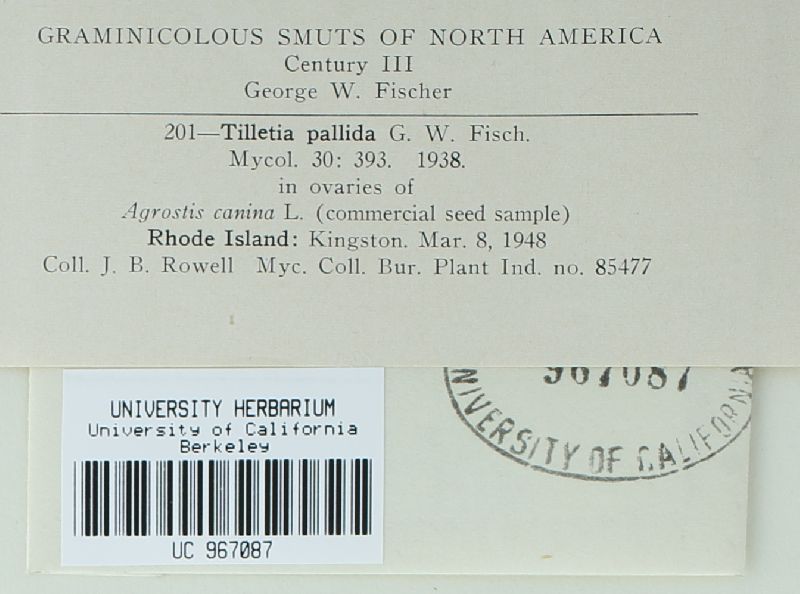 GRAMINICOLOUS SMUTS OF NORTH AMERICA
Century III
George W. Fischer
201—Tilletia pallida G. W. Fisch.
Mycol. 30: 393. 1938.
in ovaries of
Agrostis canina L. (commercial seed sample)
Rhode Island: Kingston. Mar. 8, 1948
Coll. J. B. Rowell Myc. Coll. Bur. Plant Ind. no. 85477
967087
NIVERSITY OF CALIFORNIA
UNIVERSITY HERBARIUM
University of California
Berkeley
UC 967087